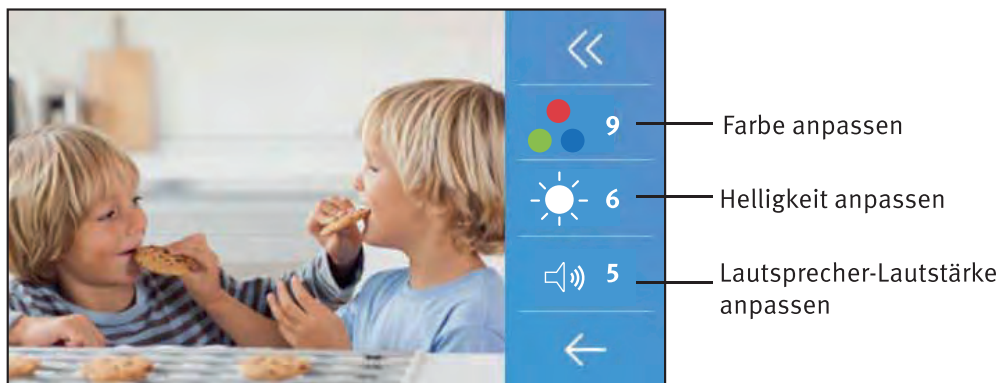 9
Farbe anpassen
6
Helligkeit anpassen
5
Lautsprecher-Lautstärke
anpassen